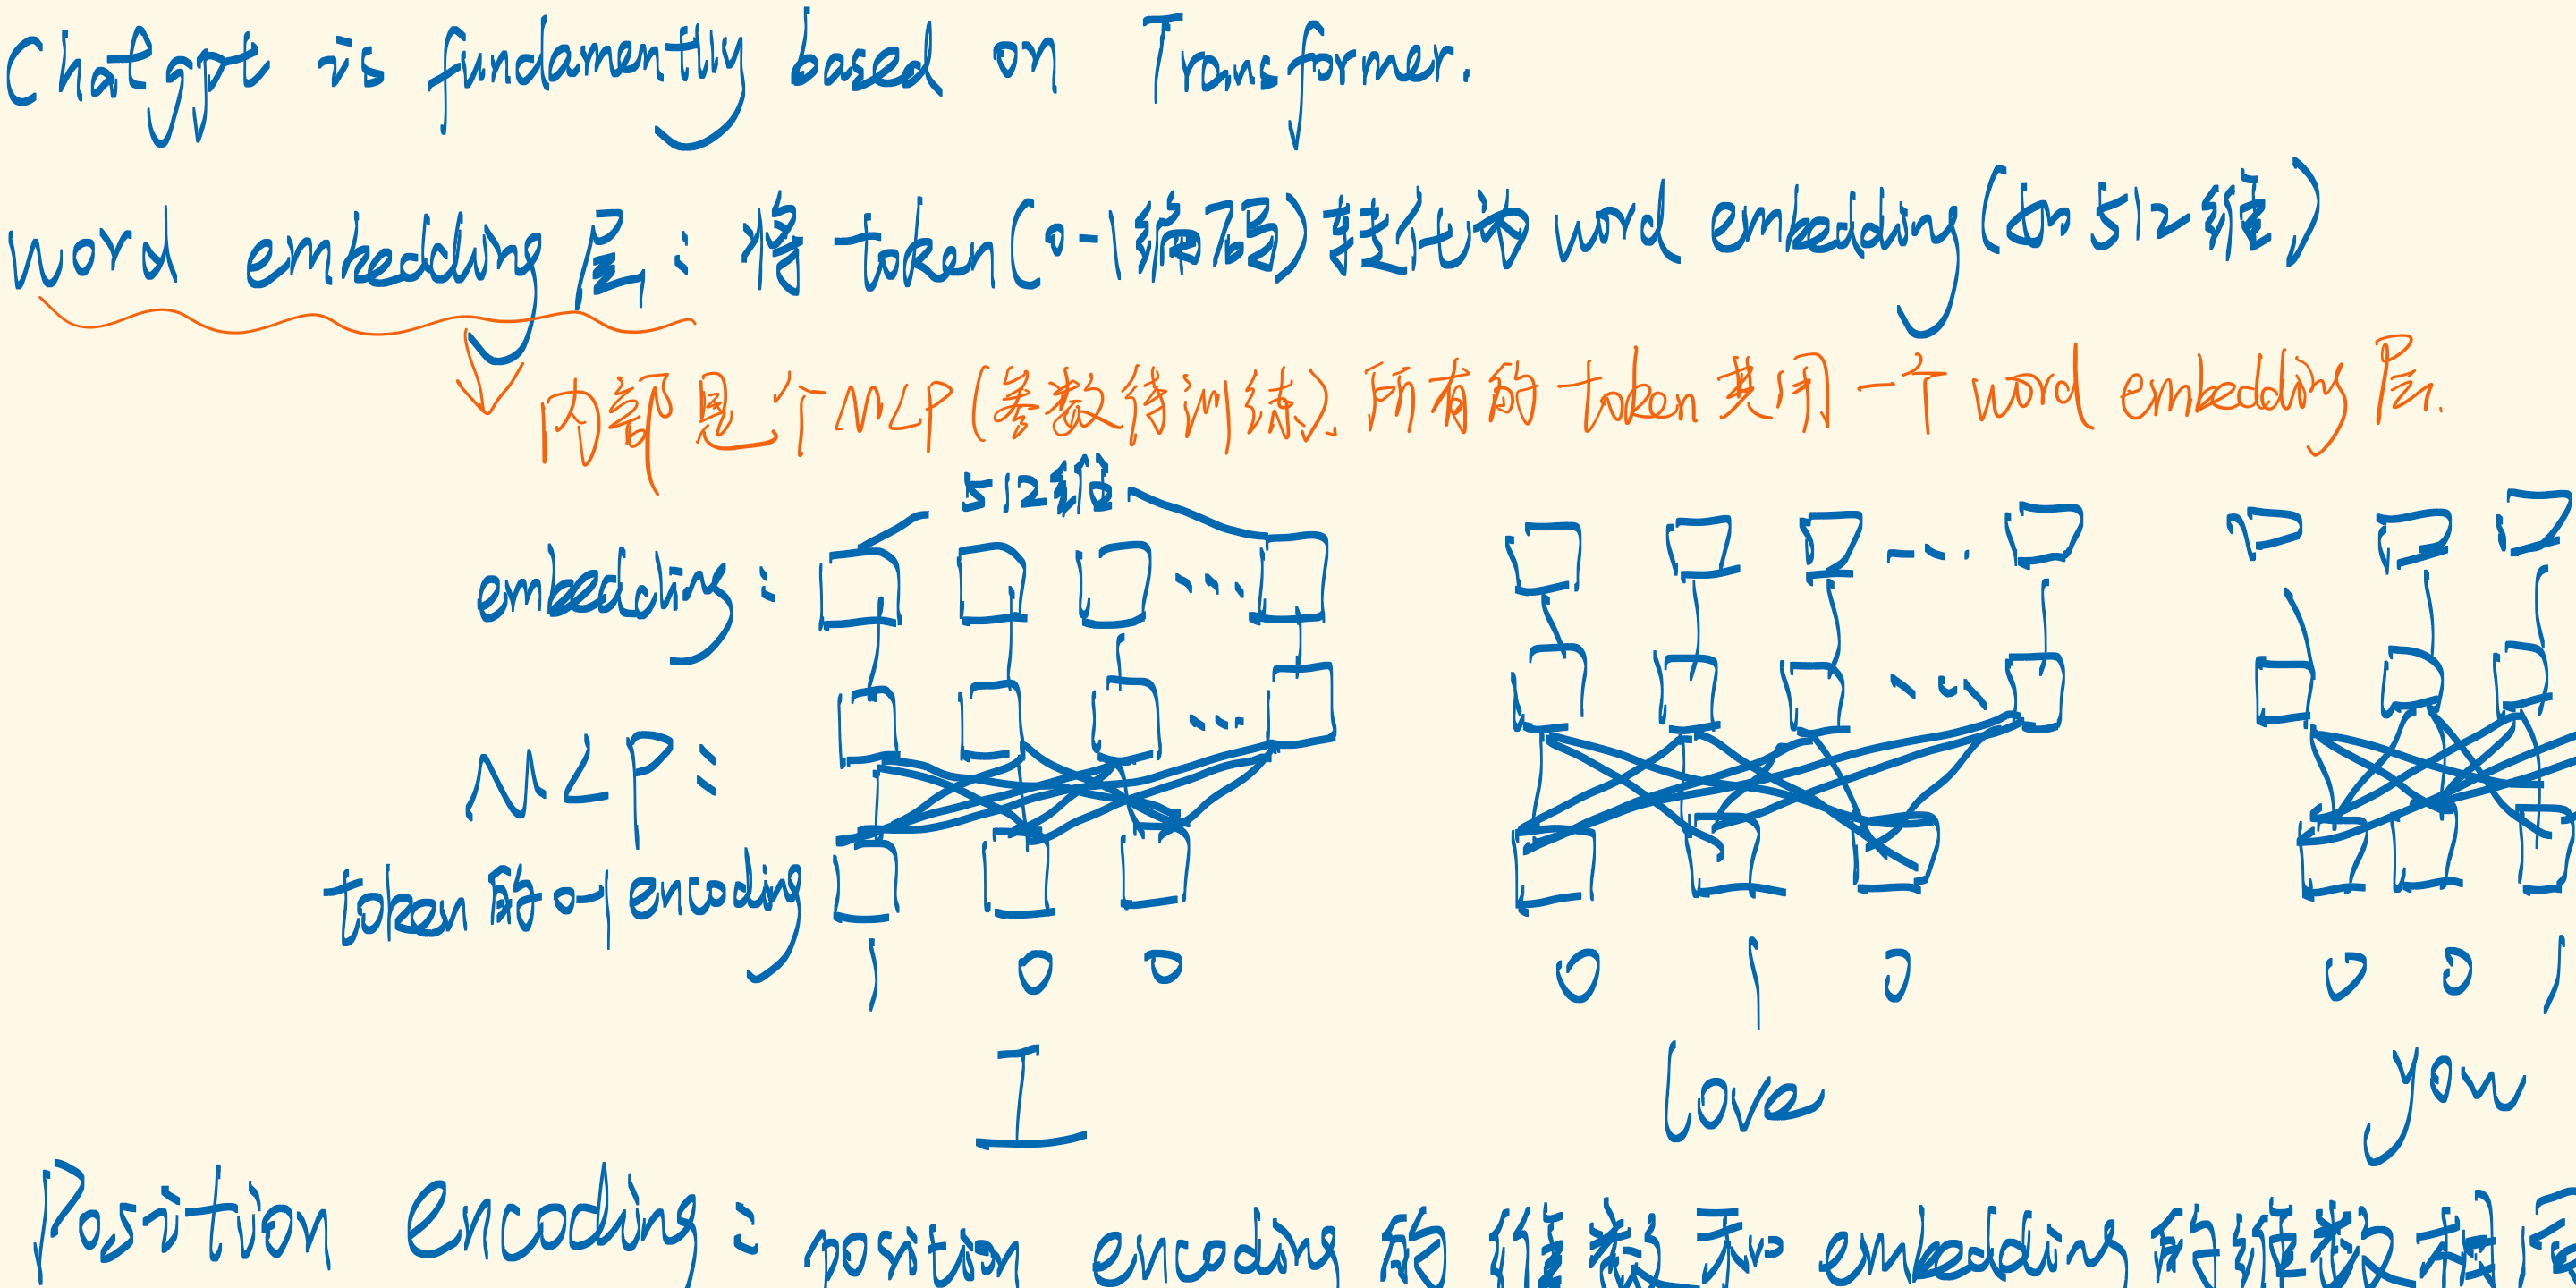 Chatgpt is fundamentlly based on Transformer.
word embedding 层: 将 token(0-1编码)转化为 word embedding(如512维)
内部是个MLP(参数待训练). 所有的 token 共用一个 word embedding 层.
512维
embedding:
MLP:
token 的 0-1 encoding
1 0 0 0 1 0 0 0 1
I love you
Position encoding: position encoding 的维数和 embedding 的维数相同